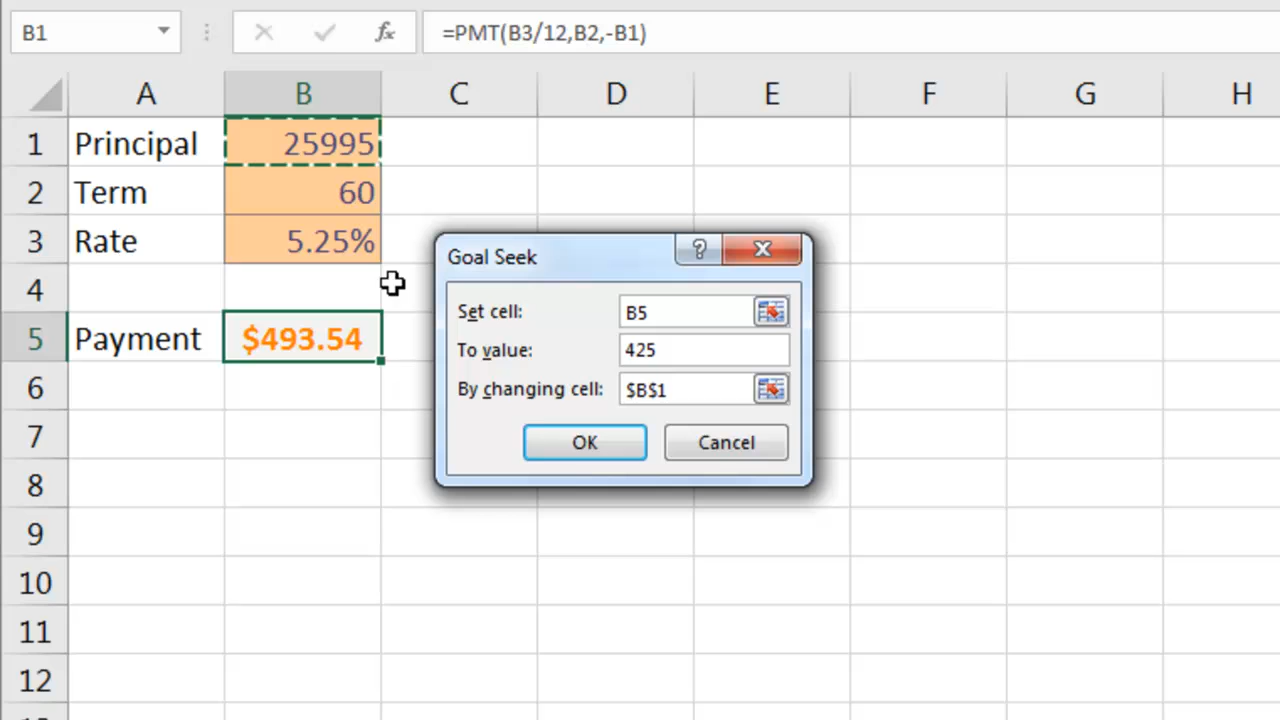 B1 fx =PMT(B3/12,B2,-B1)
A B C D E F G H
1 Principal 25995
2 Term 60
3 Rate 5.25%
4
5 Payment $493.54
6
7
8
9
10
11
12
Goal Seek ?
Set cell: B5
To value: 425
By changing cell: $B$1
OK Cancel